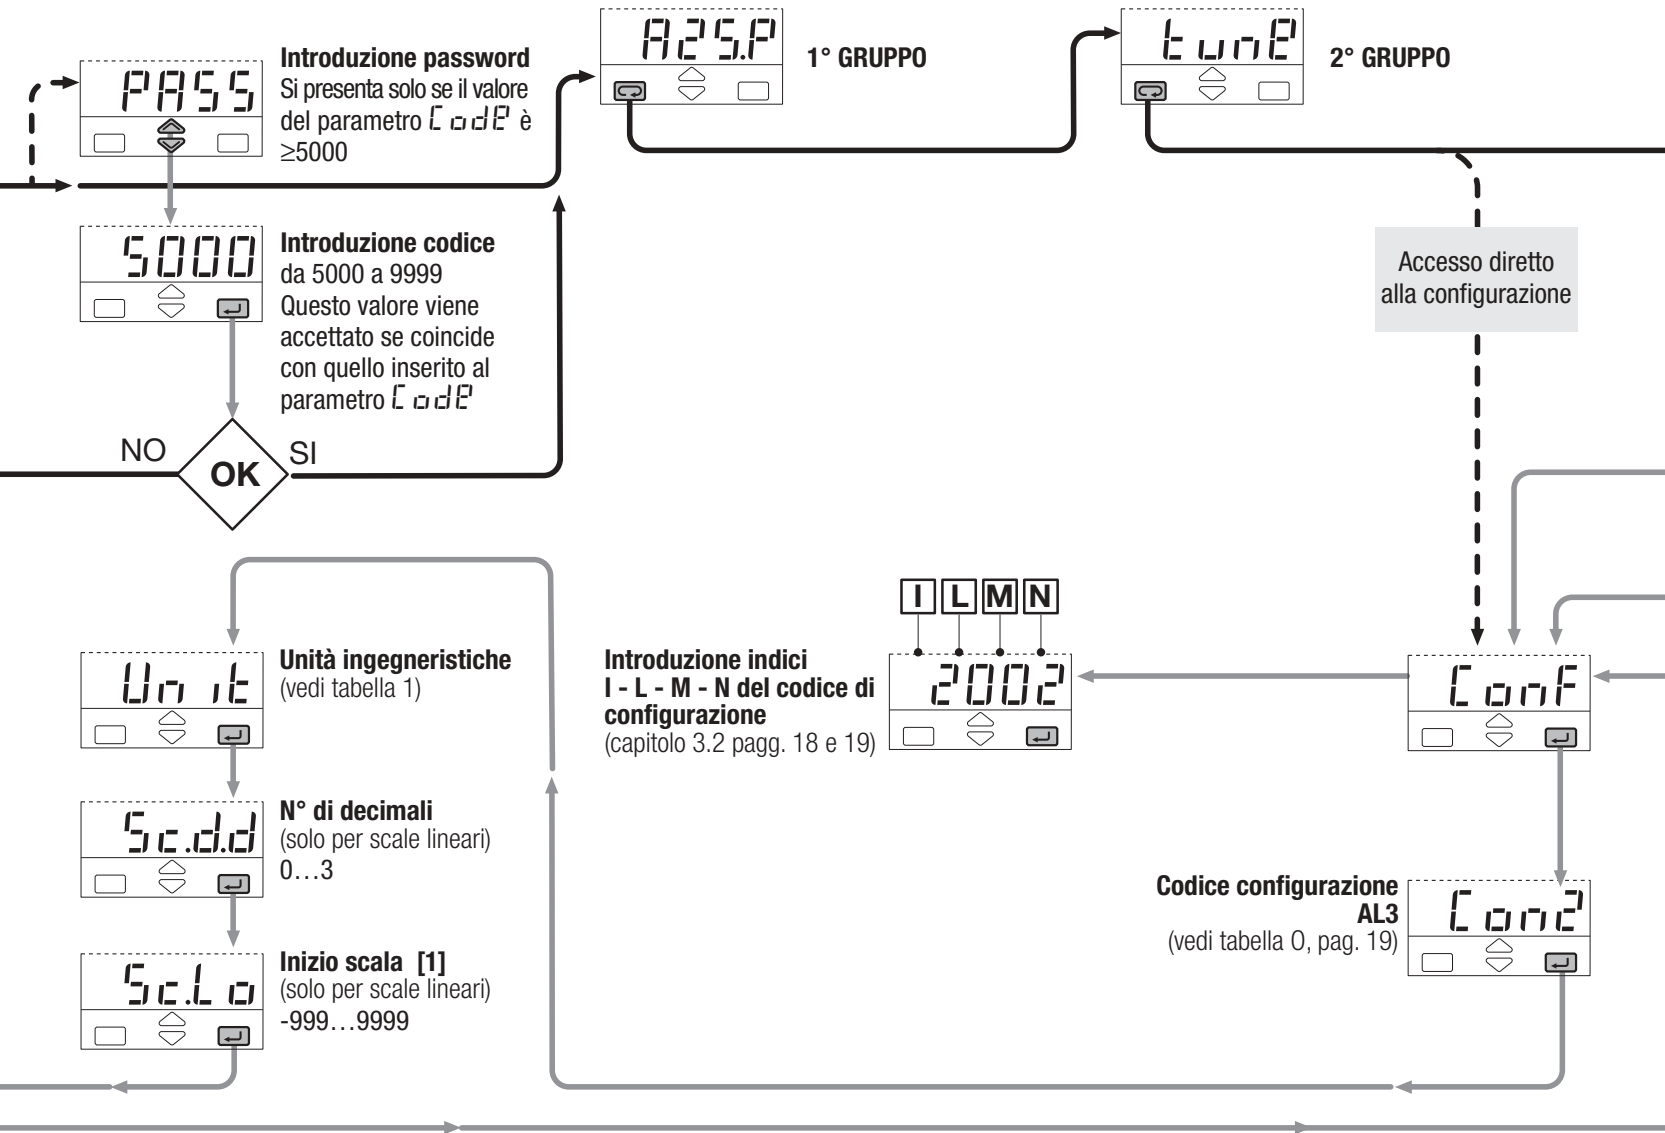 PASS
Introduzione password
Si presenta solo se il valore
del parametro CodE è
≥5000
A2S.P
1° GRUPPO
tunE
2° GRUPPO
5000
Introduzione codice
da 5000 a 9999
Questo valore viene
accettato se coincide
con quello inserito al
parametro CodE
Accesso diretto
alla configurazione
NO
OK
SI
Unit
Unità ingegneristiche
(vedi tabella 1)
I L M N
Introduzione indici
I - L - M - N del codice di
configurazione
(capitolo 3.2 pagg. 18 e 19)
2002
ConF
Sc.d.d
N° di decimali
(solo per scale lineari)
0...3
Codice configurazione
AL3
(vedi tabella O, pag. 19)
Con2
Sc.Lo
Inizio scala [1]
(solo per scale lineari)
-999...9999